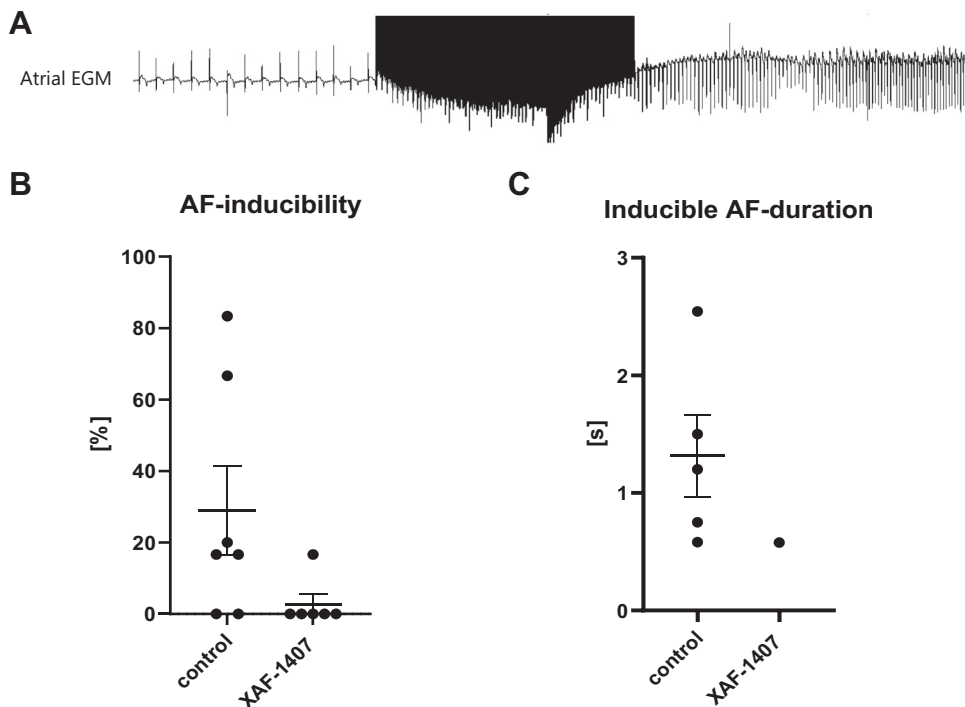 A
Atrial EGM
B
AF-inducibility
[%]
100
80
60
40
20
0
control
XAF-1407
C
Inducible AF-duration
[s]
3
2
1
0
control
XAF-1407